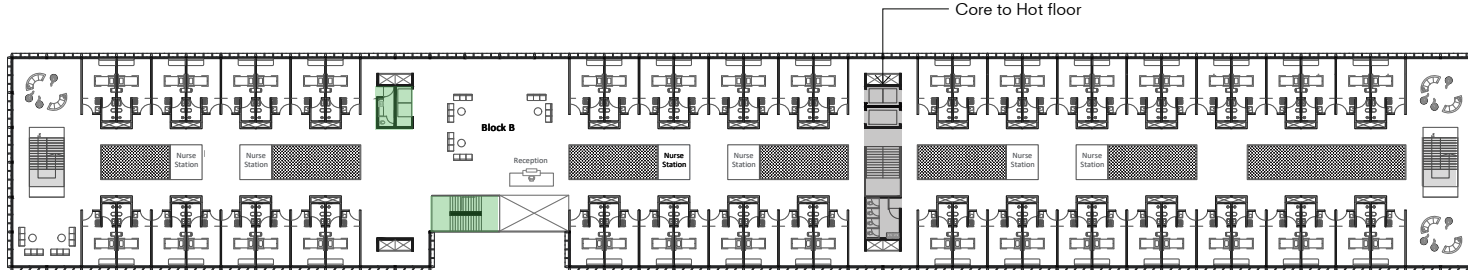 Core to Hot floor
Block B
Nurse
Station
Nurse
Station
Reception
Nurse
Station
Nurse
Station
Nurse
Station
Nurse
Station